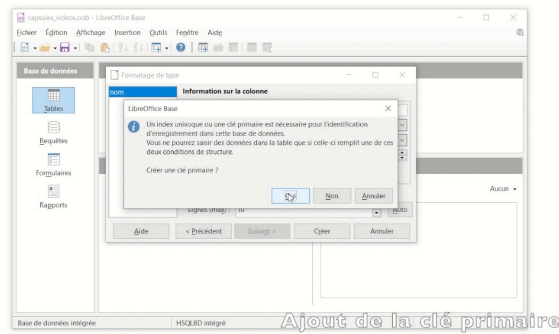 capsules_videos.odb - LibreOffice Base
Fichier Édition Affichage Insertion Outils Fenêtre Aide
Base de données
Tables
Requêtes
Formulaires
Rapports
Formatage de type
nom
Information sur la colonne
LibreOffice Base
Un index univoque ou une clé primaire est nécessaire pour l'identification
d'enregistrement dans cette base de données.
Vous ne pourrez saisir des données dans la table que si celle-ci remplit une de ces
deux conditions de structure.
Créer une clé primaire ?
Oui Non Annuler
Lignes (max) : 10 Auto
Aide < Précédent Suivant > Créer Annuler
Aucun
Base de données intégrée HSQLBD intégré
Ajout de la clé primaire